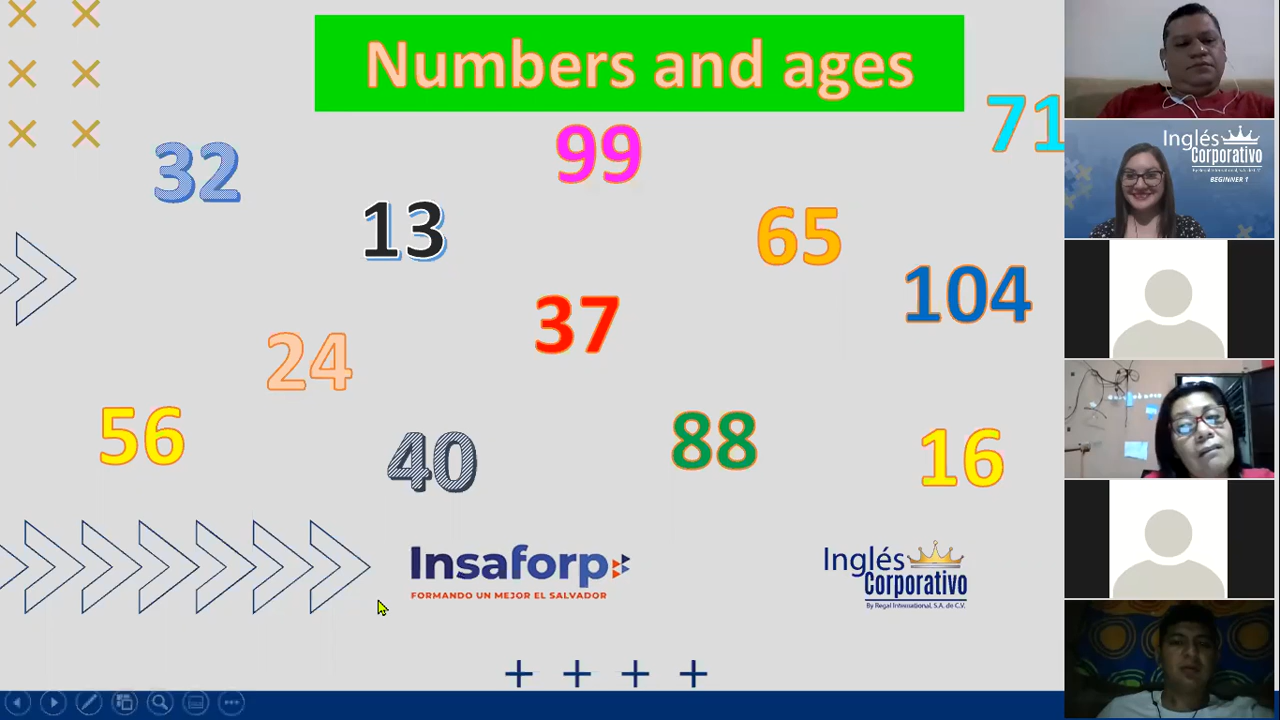 Numbers and ages
71
99
32
13
65
104
37
24
56
40
88
16
Insaforp
FORMANDO UN MEJOR EL SALVADOR
Inglés
Corporativo
By Regal International, S.A. de C.V.
Inglés
Corporativo
BEGINNER 1